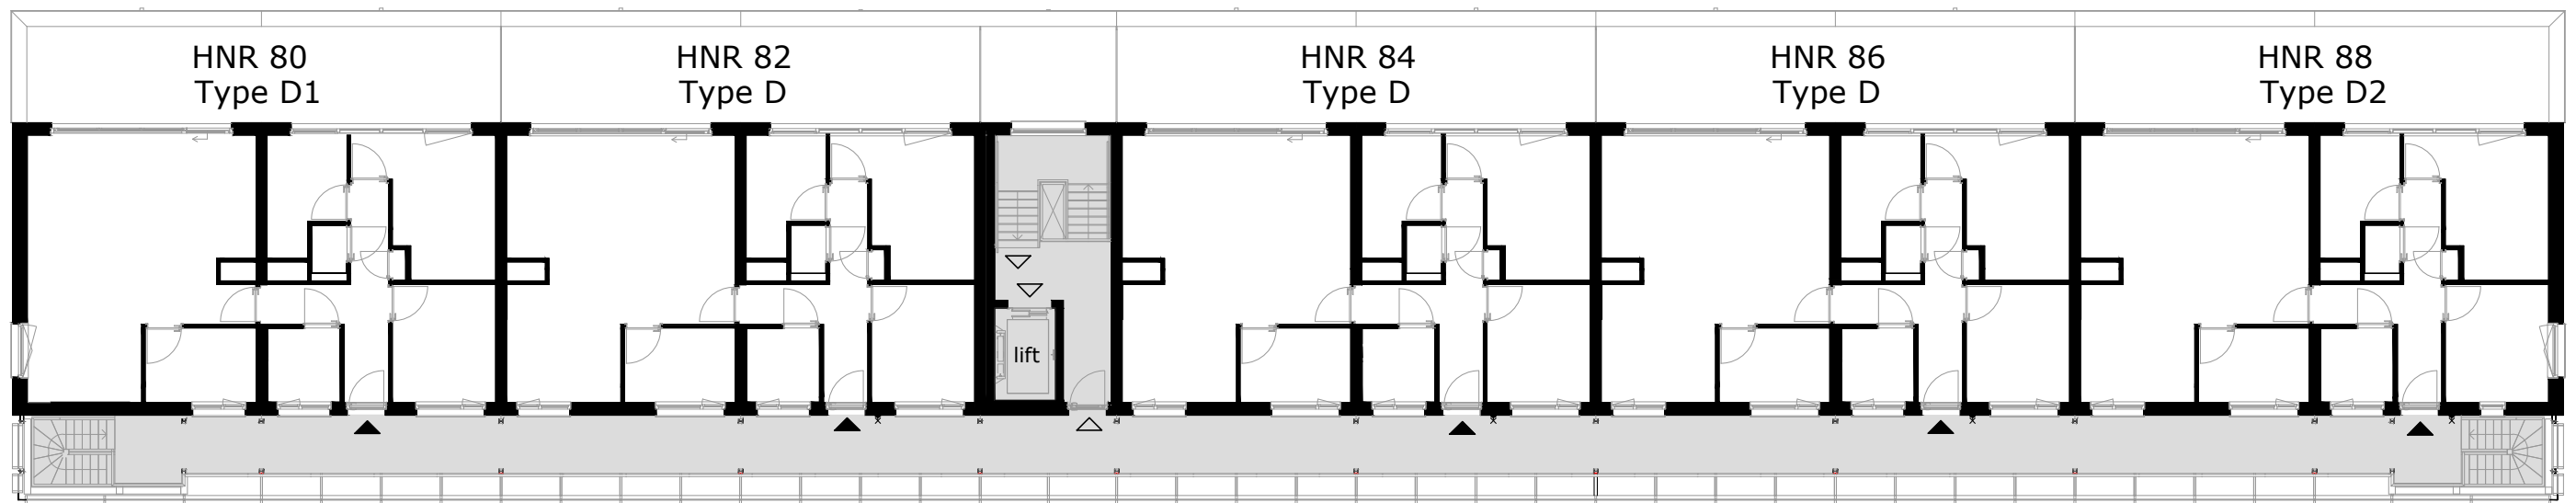 HNR 80
Type D1
HNR 82
Type D
HNR 84
Type D
HNR 86
Type D
HNR 88
Type D2
lift